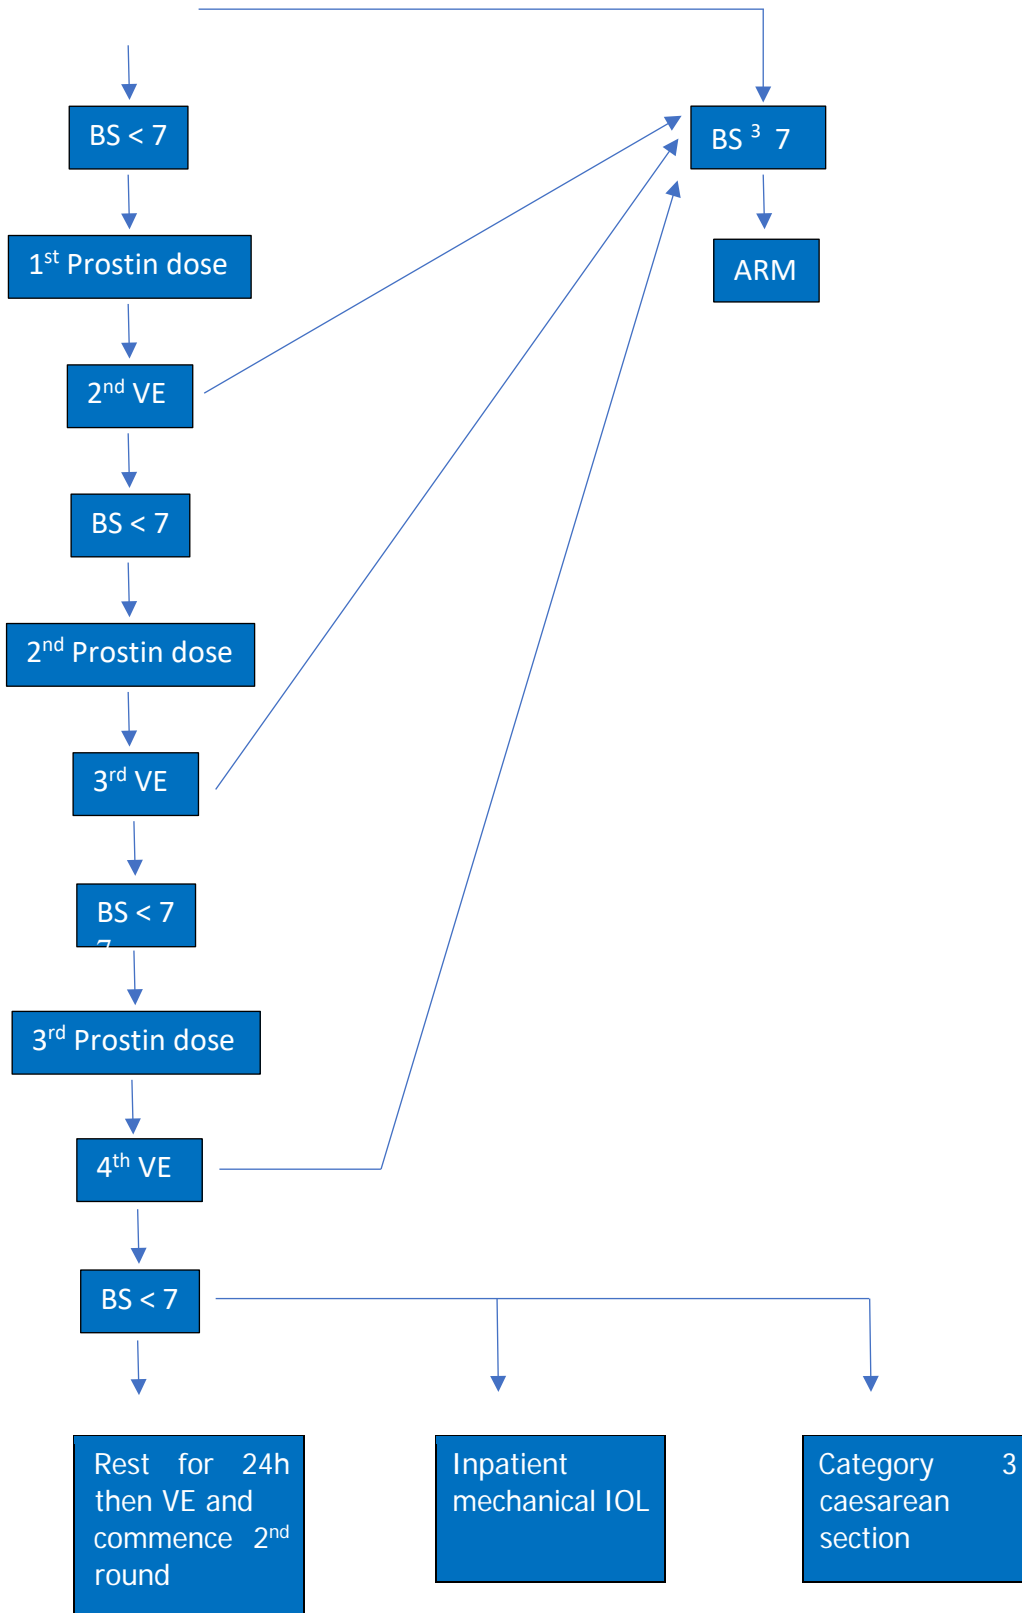 BS < 7
BS ³ 7
1st Prostin dose
ARM
2nd VE
BS < 7
2nd Prostin dose
3rd VE
BS < 7
7
3rd Prostin dose
4th VE
BS < 7
Rest for 24h
then VE and
commence 2nd
round
Inpatient
mechanical IOL
Category 3
caesarean
section